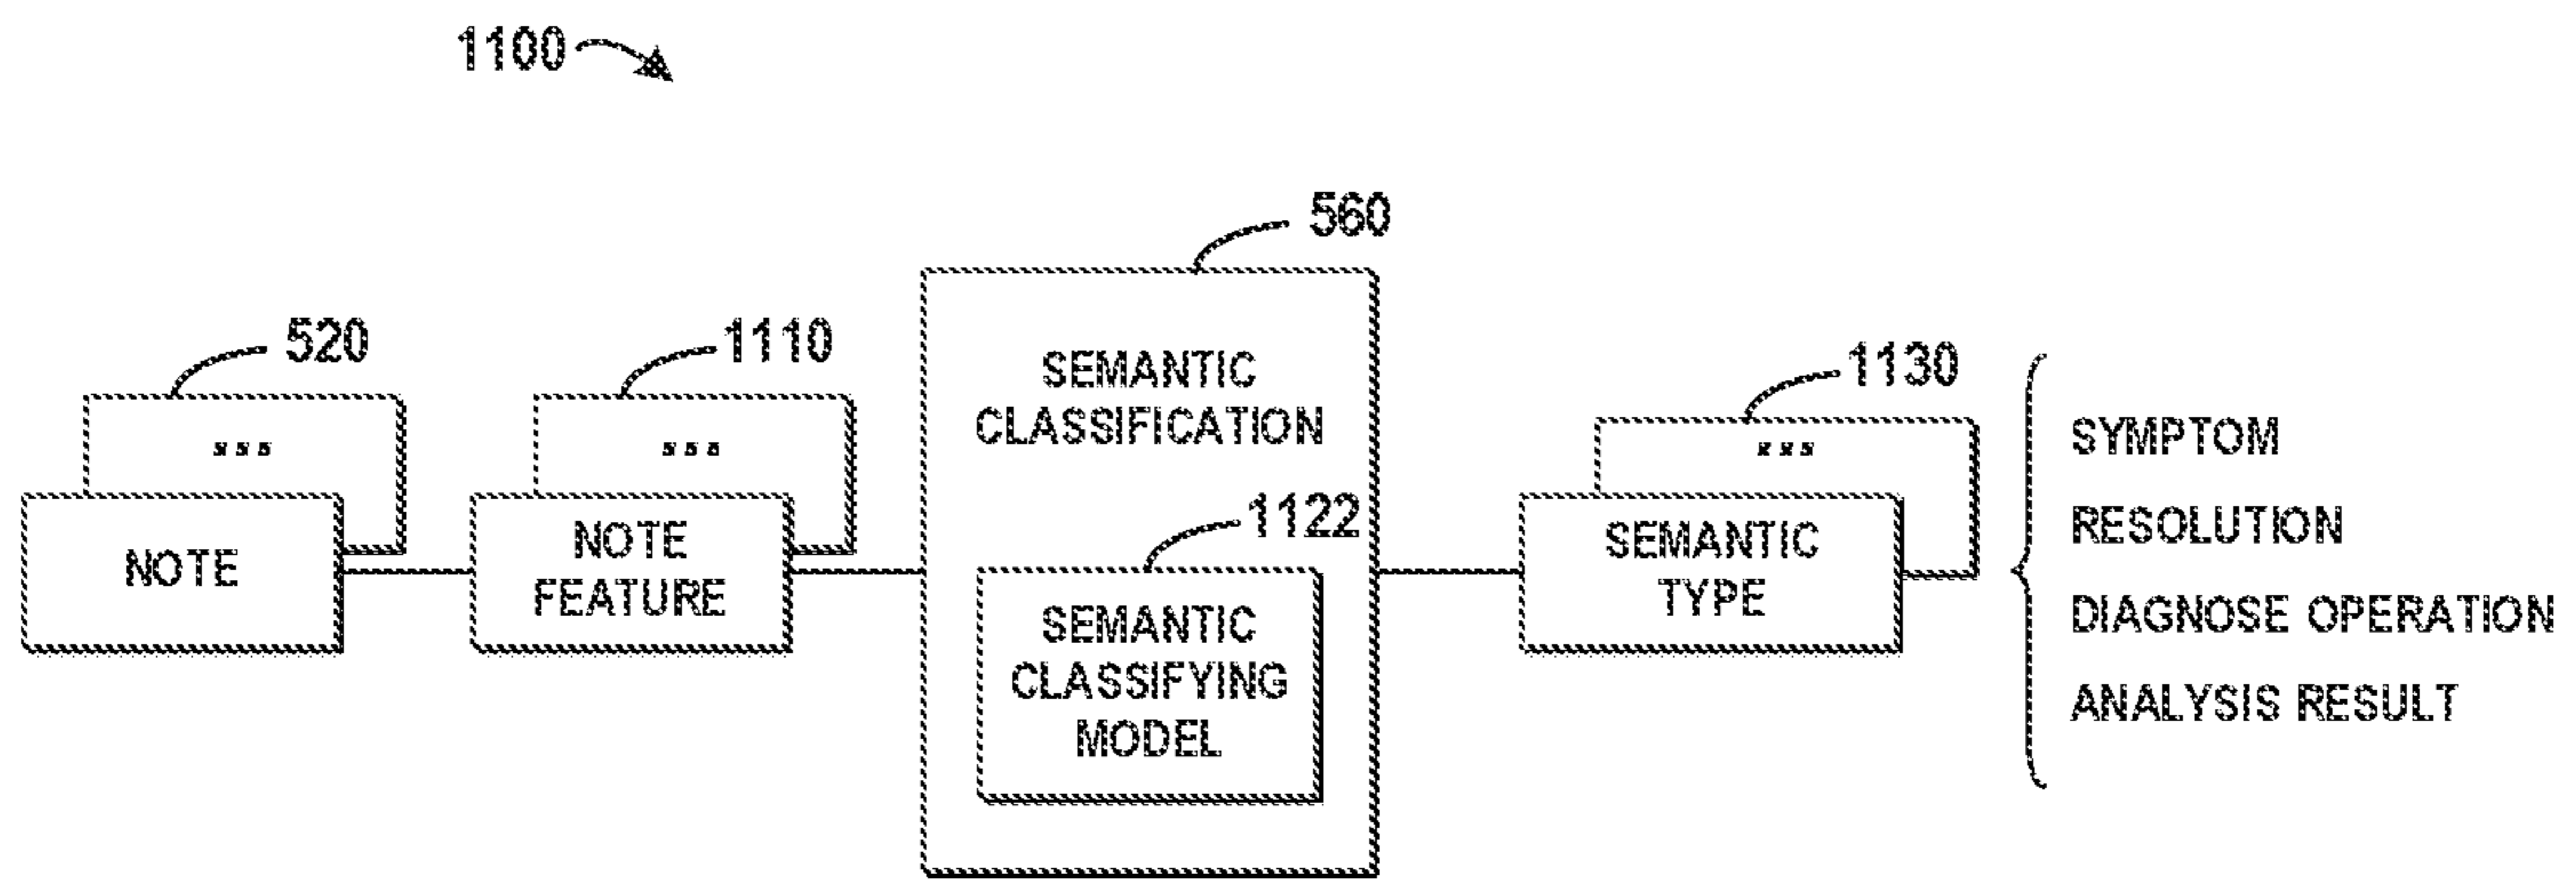 1100
560
520
1110
1130
SEMANTIC
CLASSIFICATION
...
...
...
SYMPTOM
1122
RESOLUTION
NOTE
NOTE
FEATURE
SEMANTIC
TYPE
SEMANTIC
CLASSIFYING
MODEL
DIAGNOSE OPERATION
ANALYSIS RESULT